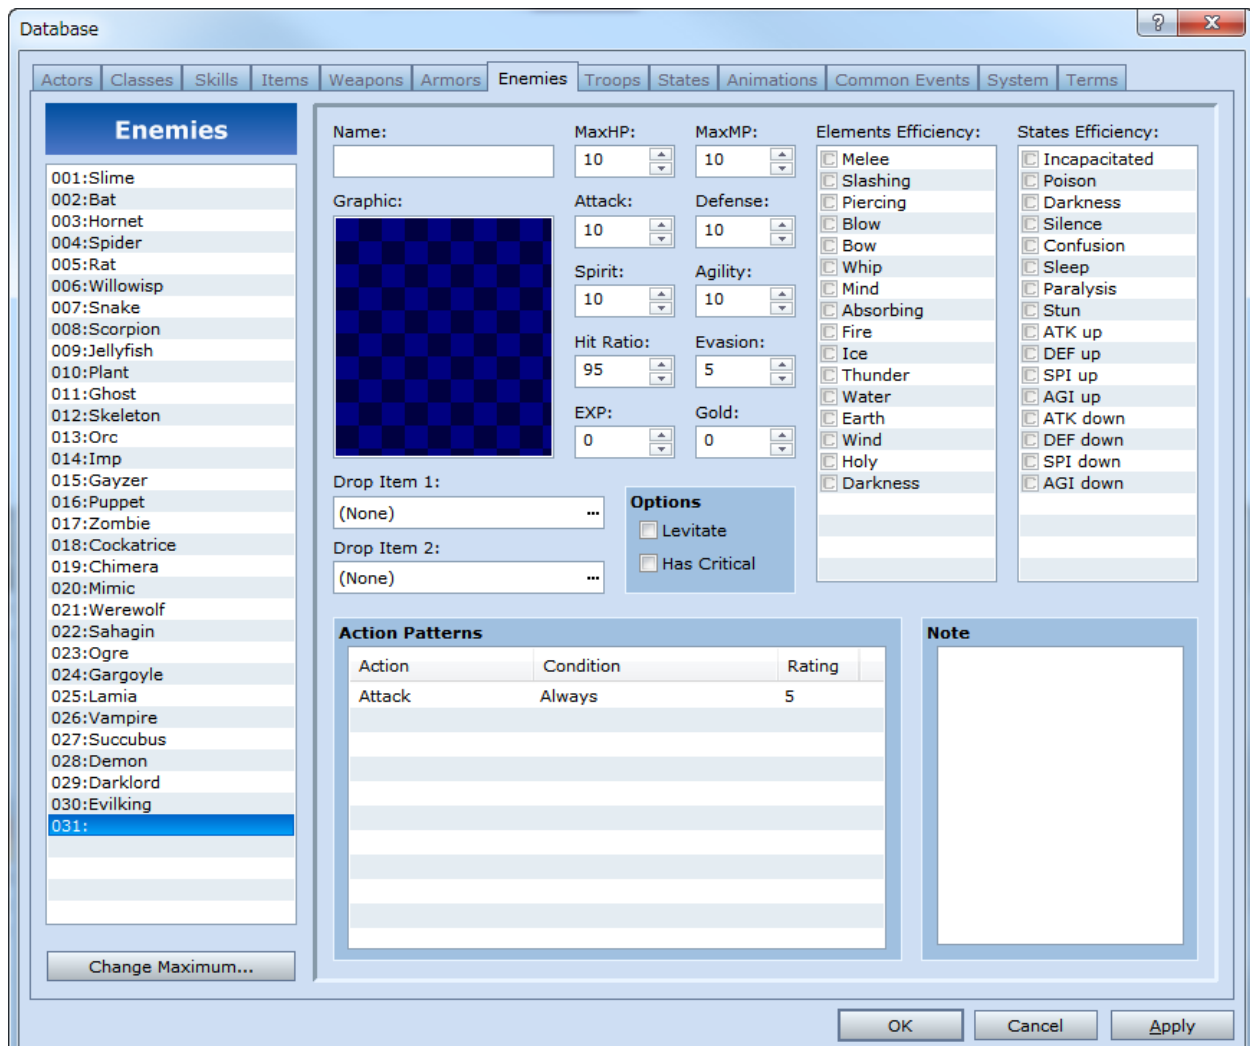 Database
?
X
Actors Classes Skills Items Weapons Armors Enemies Troops States Animations Common Events System Terms
Enemies
001:Slime
002:Bat
003:Hornet
004:Spider
005:Rat
006:Willowisp
007:Snake
008:Scorpion
009:Jellyfish
010:Plant
011:Ghost
012:Skeleton
013:Orc
014:Imp
015:Gayzer
016:Puppet
017:Zombie
018:Cockatrice
019:Chimera
020:Mimic
021:Werewolf
022:Sahagin
023:Ogre
024:Gargoyle
025:Lamia
026:Vampire
027:Succubus
028:Demon
029:Darklord
030:Evilking
031:
Change Maximum...
Name:
Graphic:
MaxHP: MaxMP:
10 10
Attack: Defense:
10 10
Spirit: Agility:
10 10
Hit Ratio: Evasion:
95 5
EXP: Gold:
0 0
Drop Item 1:
(None) ...
Drop Item 2:
(None) ...
Options
Levitate
Has Critical
Elements Efficiency:
C Melee
C Slashing
C Piercing
C Blow
C Bow
C Whip
C Mind
C Absorbing
C Fire
C Ice
C Thunder
C Water
C Earth
C Wind
C Holy
C Darkness
States Efficiency:
C Incapacitated
C Poison
C Darkness
C Silence
C Confusion
C Sleep
C Paralysis
C Stun
C ATK up
C DEF up
C SPI up
C AGI up
C ATK down
C DEF down
C SPI down
C AGI down
Action Patterns
Action Condition Rating
Attack Always 5
Note
OK Cancel Apply